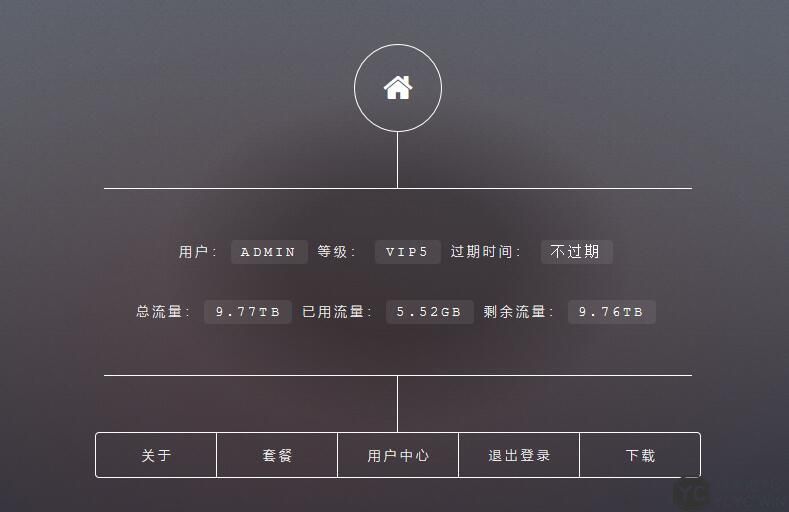 用户： ADMIN 等级： VIP5 过期时间： 不过期
总流量： 9.77TB 已用流量： 5.52GB 剩余流量： 9.76TB
关于 套餐 用户中心 退出登录 下载
YC